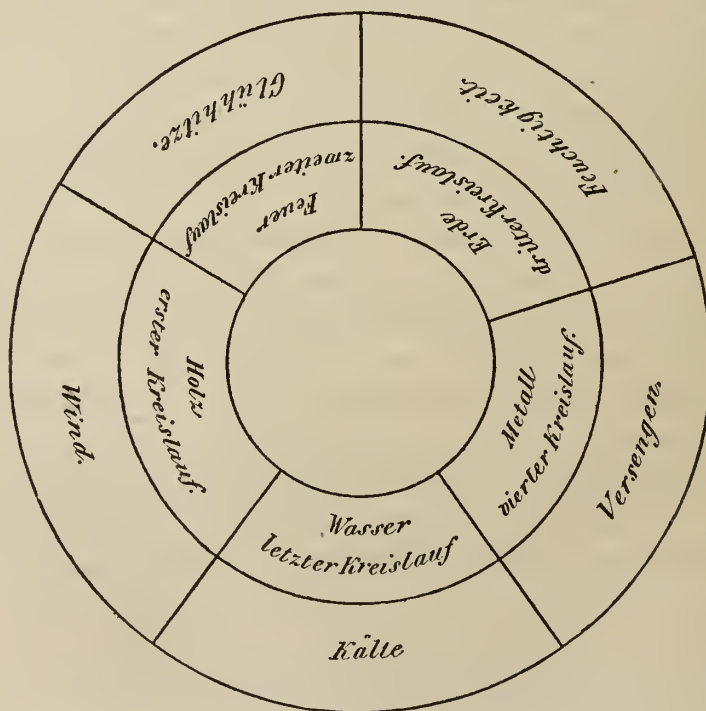 Glühhitze.
Feuchtigkeit.
Feuer
zweiter Kreislauf
Erde
dritter Kreislauf.
Wind.
Holz
erster Kreislauf.
Metall
vierter Kreislauf.
Versengen.
Wasser
letzter Kreislauf
Kälte